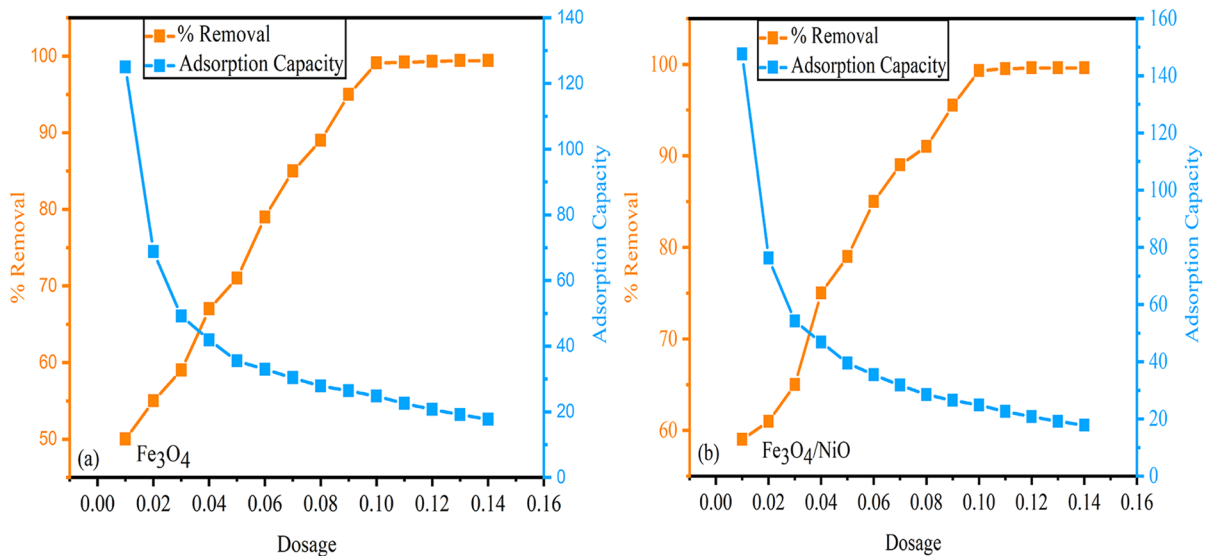 % Removal
Adsorption Capacity
100
90
80
70
60
50
% Removal
140
120
100
80
60
40
20
0
Adsorption Capacity
(a)
Fe3O4
0.00 0.02 0.04 0.06 0.08 0.10 0.12 0.14 0.16
Dosage
% Removal
Adsorption Capacity
100
90
80
70
60
% Removal
160
140
120
100
80
60
40
20
0
Adsorption Capacity
(b)
Fe3O4/NiO
0.00 0.02 0.04 0.06 0.08 0.10 0.12 0.14 0.16
Dosage